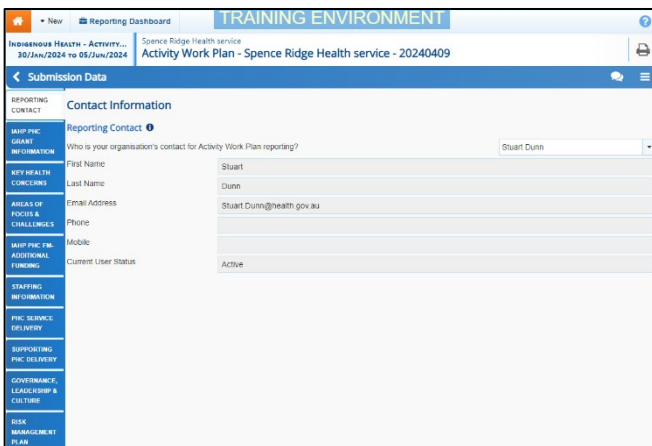 New
Reporting Dashboard
TRAINING ENVIRONMENT
INDIGENOUS HEALTH - ACTIVITY...
30/JAN/2024 TO 05/JUN/2024
Spence Ridge Health service
Activity Work Plan - Spence Ridge Health service - 20240409
Submission Data
REPORTING
CONTACT
IAHP PHC
GRANT
INFORMATION
KEY HEALTH
CONCERNS
AREAS OF
FOCUS &
CHALLENGES
IAHP PHC FM-
ADDITIONAL
FUNDING
STAFFING
INFORMATION
PHC SERVICE
DELIVERY
SUPPORTING
PHC DELIVERY
GOVERNANCE,
LEADERSHIP &
CULTURE
RISK
MANAGEMENT
PLAN
Contact Information
Reporting Contact
Who is your organisation's contact for Activity Work Plan reporting?
Stuart Dunn
First Name
Stuart
Last Name
Dunn
Email Address
Stuart.Dunn@health.gov.au
Phone
Mobile
Current User Status
Active